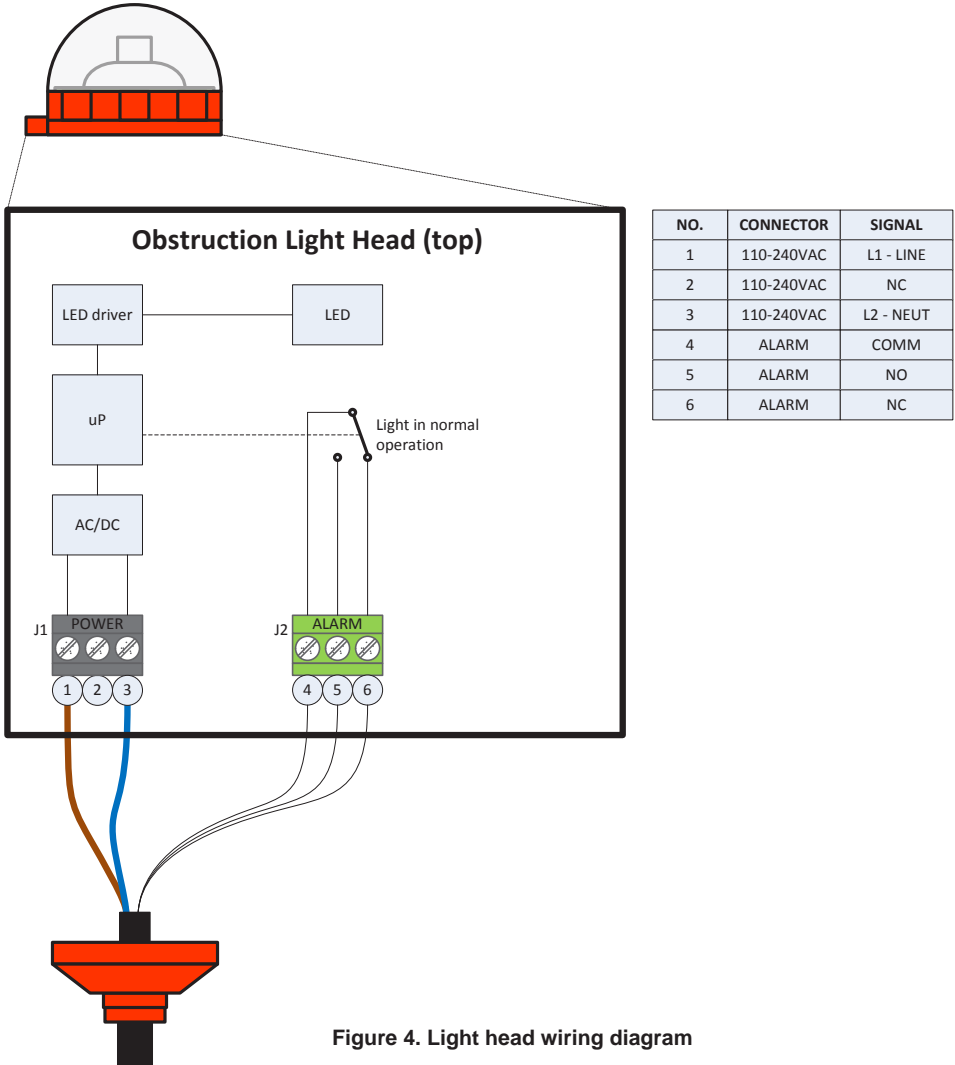 Obstruction Light Head (top)
LED driver
LED
uP
Light in normal
operation
AC/DC
J1
POWER
J2
ALARM
1
2
3
4
5
6
NO. CONNECTOR SIGNAL
1 110-240VAC L1 - LINE
2 110-240VAC NC
3 110-240VAC L2 - NEUT
4 ALARM COMM
5 ALARM NO
6 ALARM NC
Figure 4. Light head wiring diagram